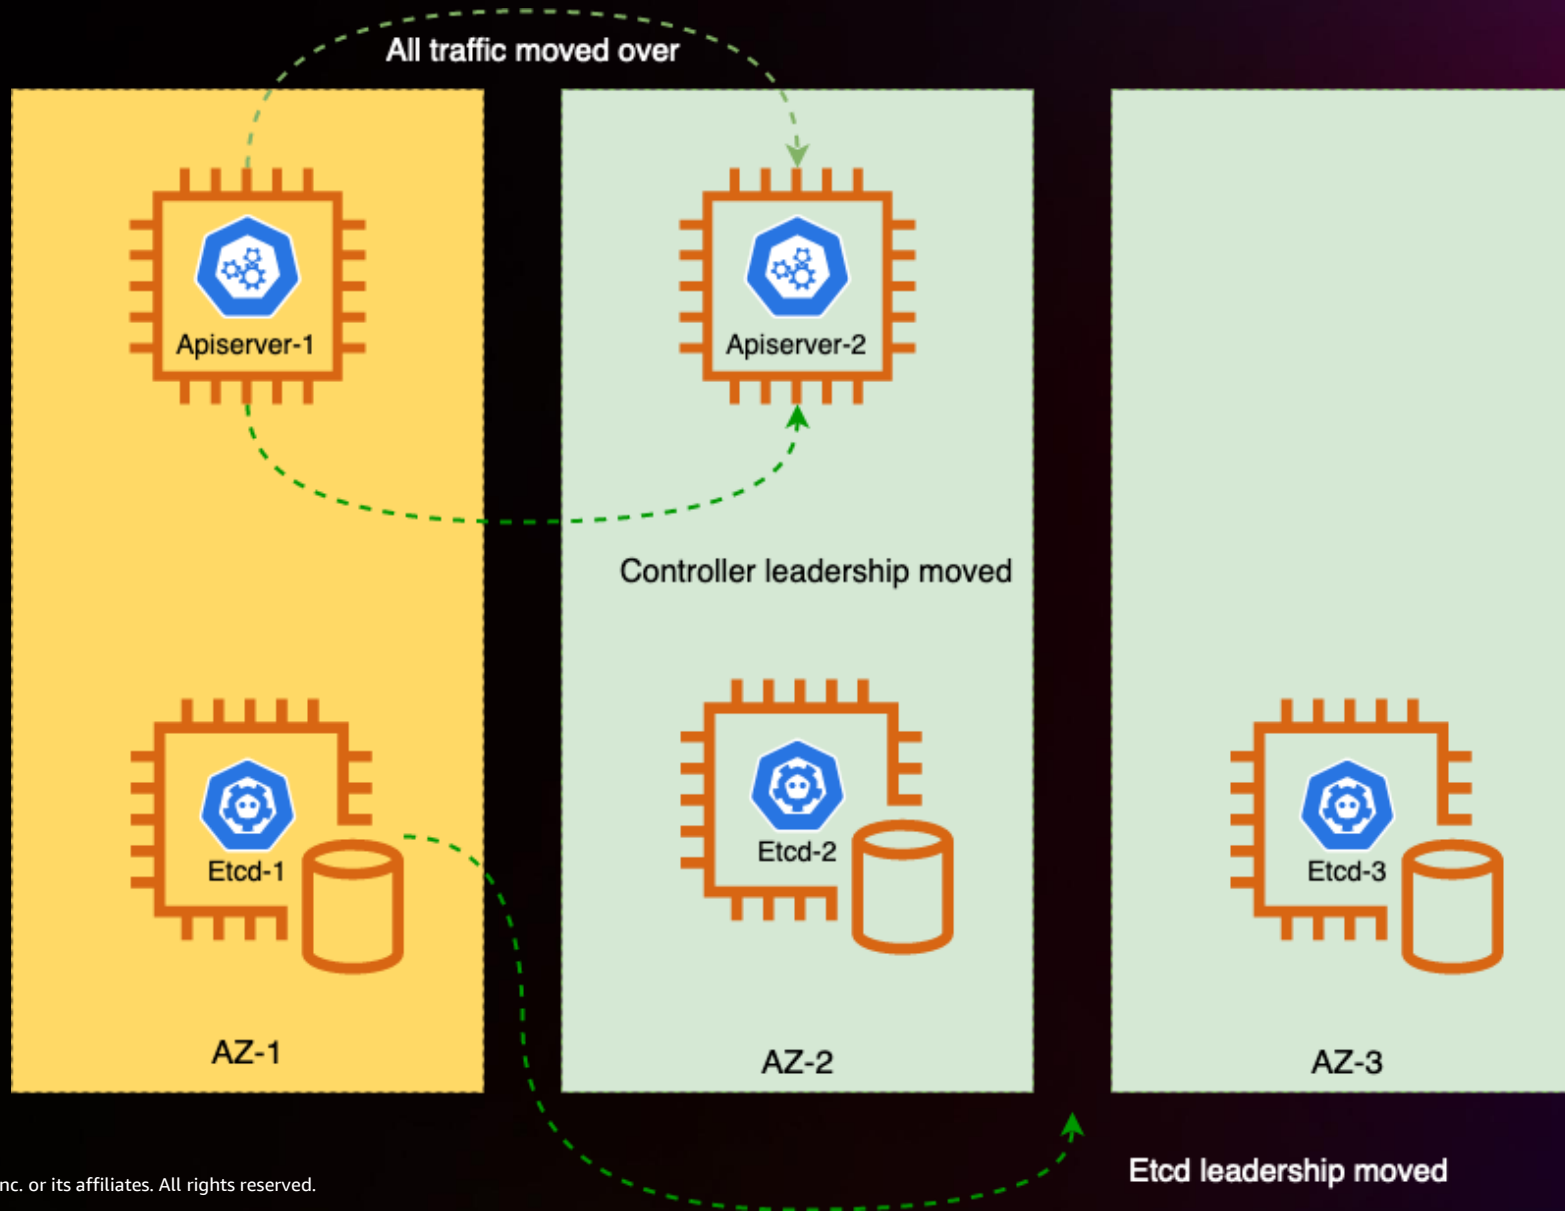 All traffic moved over
Apiserver-1
Apiserver-2
Controller leadership moved
Etcd-1
Etcd-2
Etcd-3
AZ-1
AZ-2
AZ-3
Etcd leadership moved
nc. or its affiliates. All rights reserved.